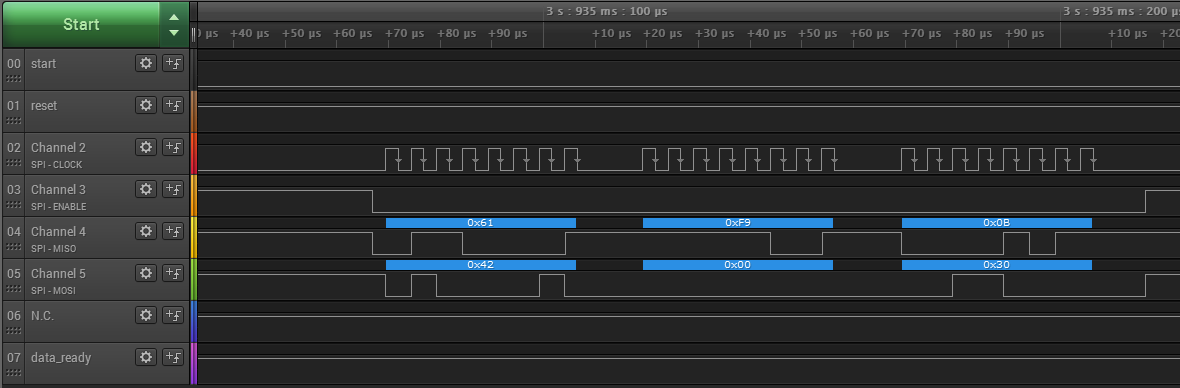 Start
3 s : 935 ms : 100 µs
3 s : 935 ms : 200 µs
0 µs +40 µs +50 µs +60 µs +70 µs +80 µs +90 µs +10 µs +20 µs +30 µs +40 µs +50 µs +60 µs +70 µs +80 µs +90 µs +10 µs +20
00 start
01 reset
02 Channel 2
SPI - CLOCK
03 Channel 3
SPI - ENABLE
0x61 0xF9 0x0B
04 Channel 4
SPI - MISO
0x42 0x00 0x30
05 Channel 5
SPI - MOSI
06 N.C.
07 data_ready